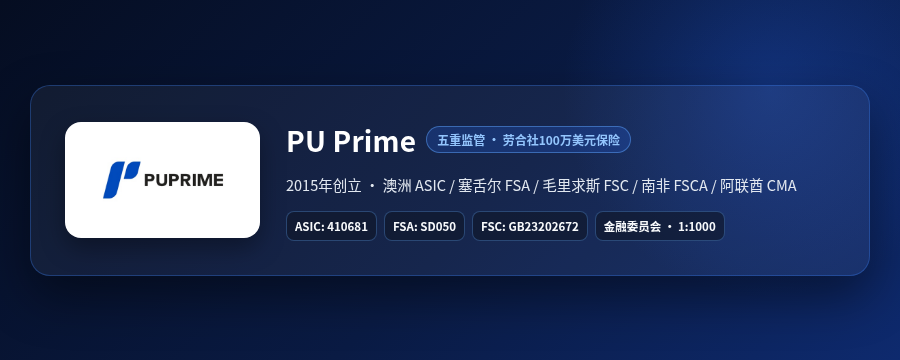 PUPRIME
PU Prime
五重监管 · 劳合社100万美元保险
2015年创立 · 澳洲 ASIC / 塞舌尔 FSA / 毛里求斯 FSC / 南非 FSCA / 阿联酋 CMA
ASIC: 410681
FSA: SD050
FSC: GB23202672
金融委员会 · 1:1000